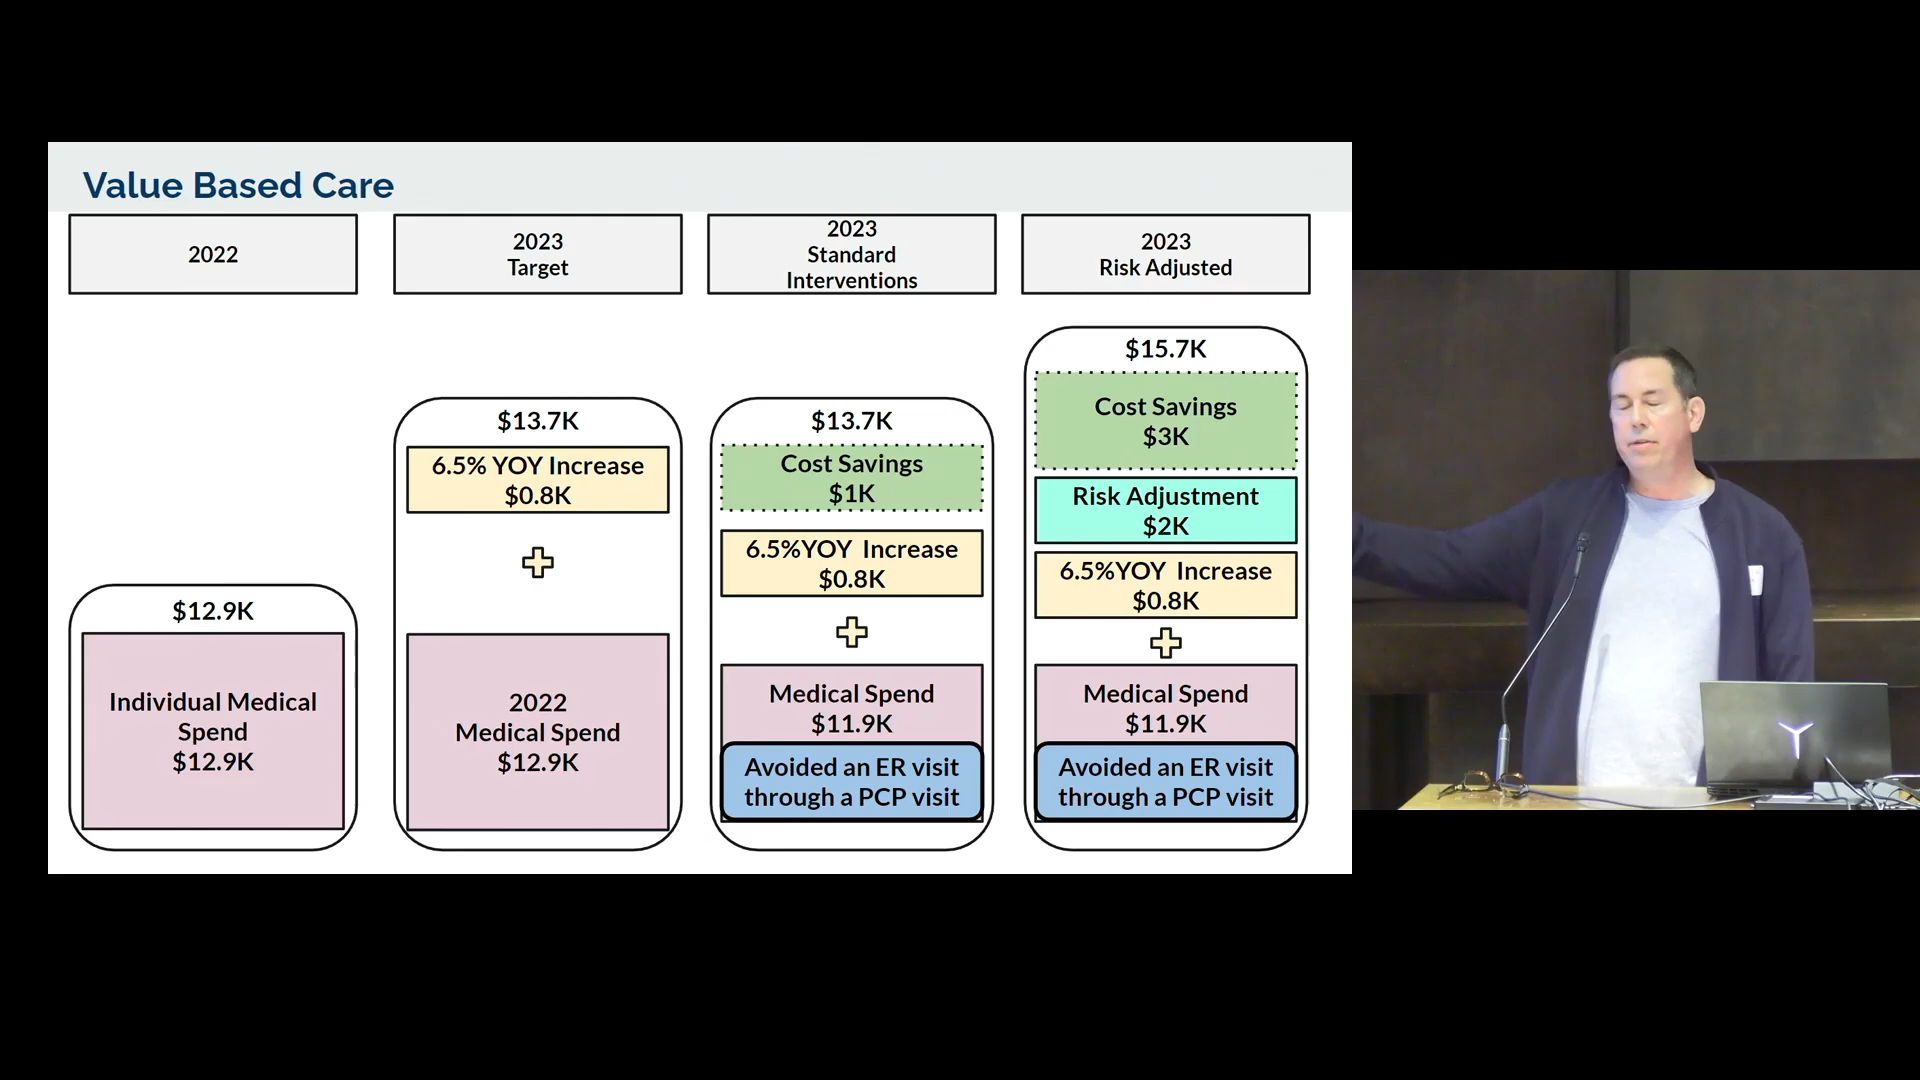 Value Based Care
2022
2023
Target
2023
Standard
Interventions
2023
Risk Adjusted
$12.9K
Individual Medical
Spend
$12.9K
$13.7K
6.5% YOY Increase
$0.8K
2022
Medical Spend
$12.9K
$13.7K
Cost Savings
$1K
6.5%YOY Increase
$0.8K
Medical Spend
$11.9K
Avoided an ER visit
through a PCP visit
$15.7K
Cost Savings
$3K
Risk Adjustment
$2K
6.5%YOY Increase
$0.8K
Medical Spend
$11.9K
Avoided an ER visit
through a PCP visit